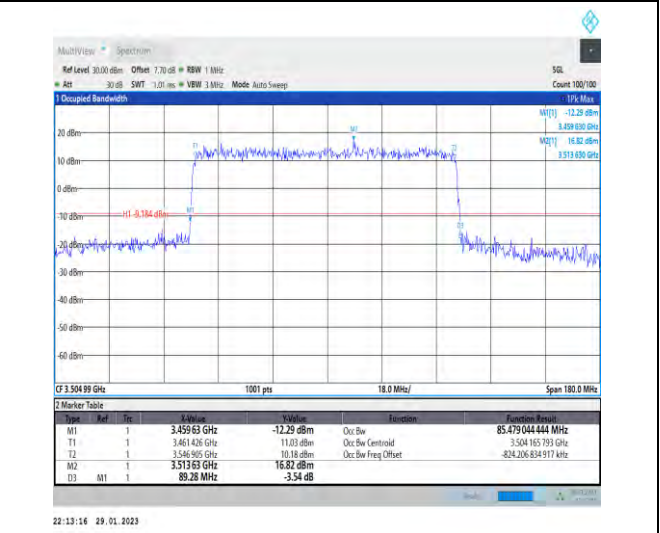 MultiView Spectrum
Ref Level 30.00 dBm Offset 7.70 dB RBW 1 MHz SGL
Att 30 dB SWT 1.01 ms VBW 3 MHz Mode Auto Sweep Count 100/100
1 Occupied Bandwidth 1Pk Max
M1[1] -12.29 dBm
3.459 630 GHz
M2[1] 16.82 dBm
3.513 630 GHz
20 dBm
M2
T1
T2
10 dBm
0 dBm
M1
-10 dBm
H1 -9.184 dBm
D3
-20 dBm
-30 dBm
-40 dBm
-50 dBm
-60 dBm
CF 3.504 99 GHz 1001 pts 18.0 MHz/ Span 180.0 MHz
2 Marker Table
Type Ref Trc X-Value Y-Value Function Function Result
M1 1 3.459 63 GHz -12.29 dBm Occ Bw 85.479 044 444 MHz
T1 1 3.461 426 GHz 11.03 dBm Occ Bw Centroid 3.504 165 793 GHz
T2 1 3.546 905 GHz 10.18 dBm Occ Bw Freq Offset -824.206 834 917 kHz
M2 1 3.513 63 GHz 16.82 dBm
D3 M1 1 89.28 MHz -3.54 dB
22:13:16 29.01.2023